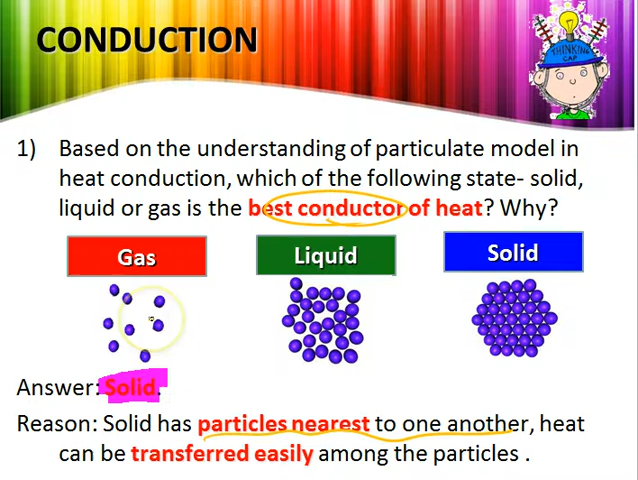 CONDUCTION
THINKING
CAP
1) Based on the understanding of particulate model in
heat conduction, which of the following state- solid,
liquid or gas is the best conductor of heat? Why?
Gas Liquid Solid
Answer: Solid.
Reason: Solid has particles nearest to one another, heat
can be transferred easily among the particles .